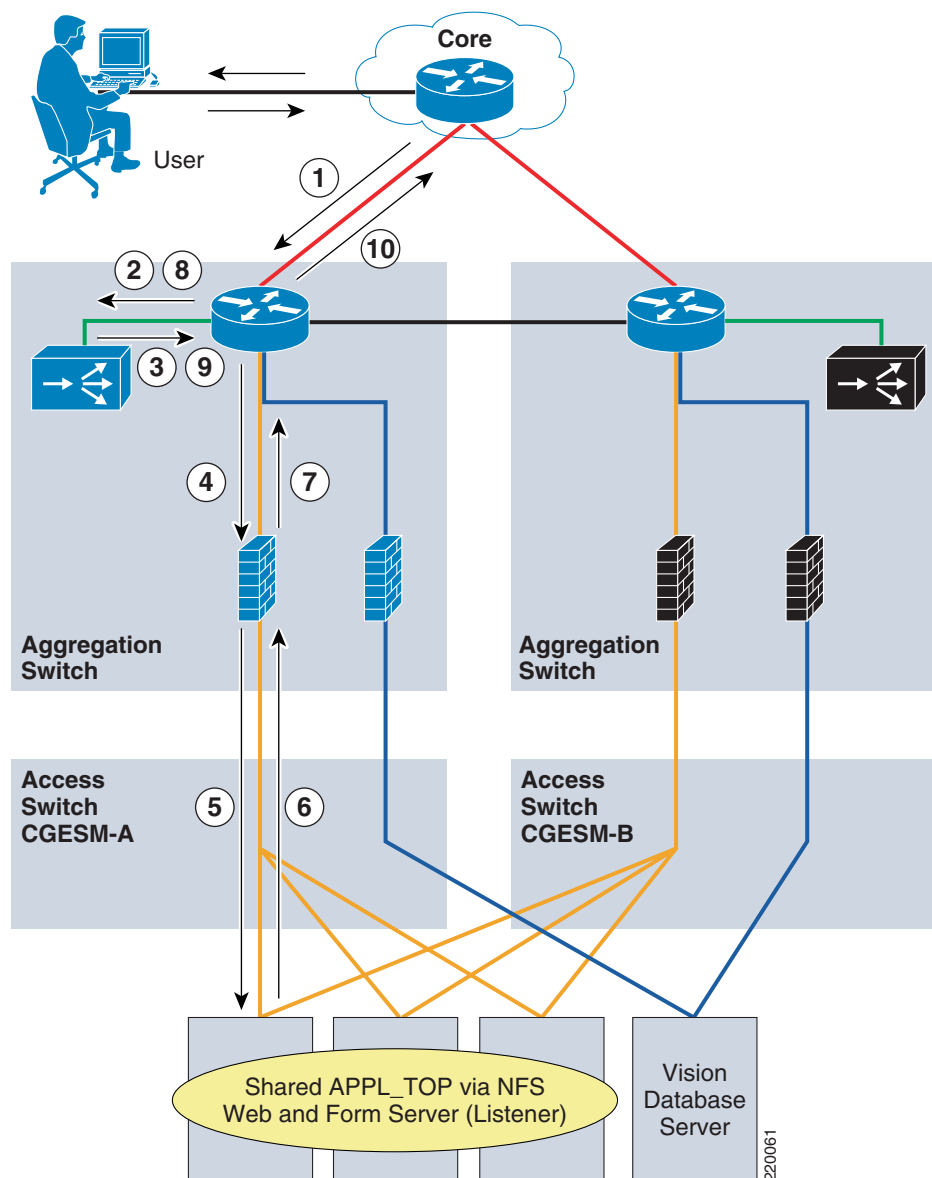 Core
User
1
10
2 8
3 9
4
7
Aggregation
Switch
Aggregation
Switch
Access
Switch
CGESM-A
5
6
Access
Switch
CGESM-B
Shared APPL_TOP via NFS
Web and Form Server (Listener)
Vision
Database
Server
220061